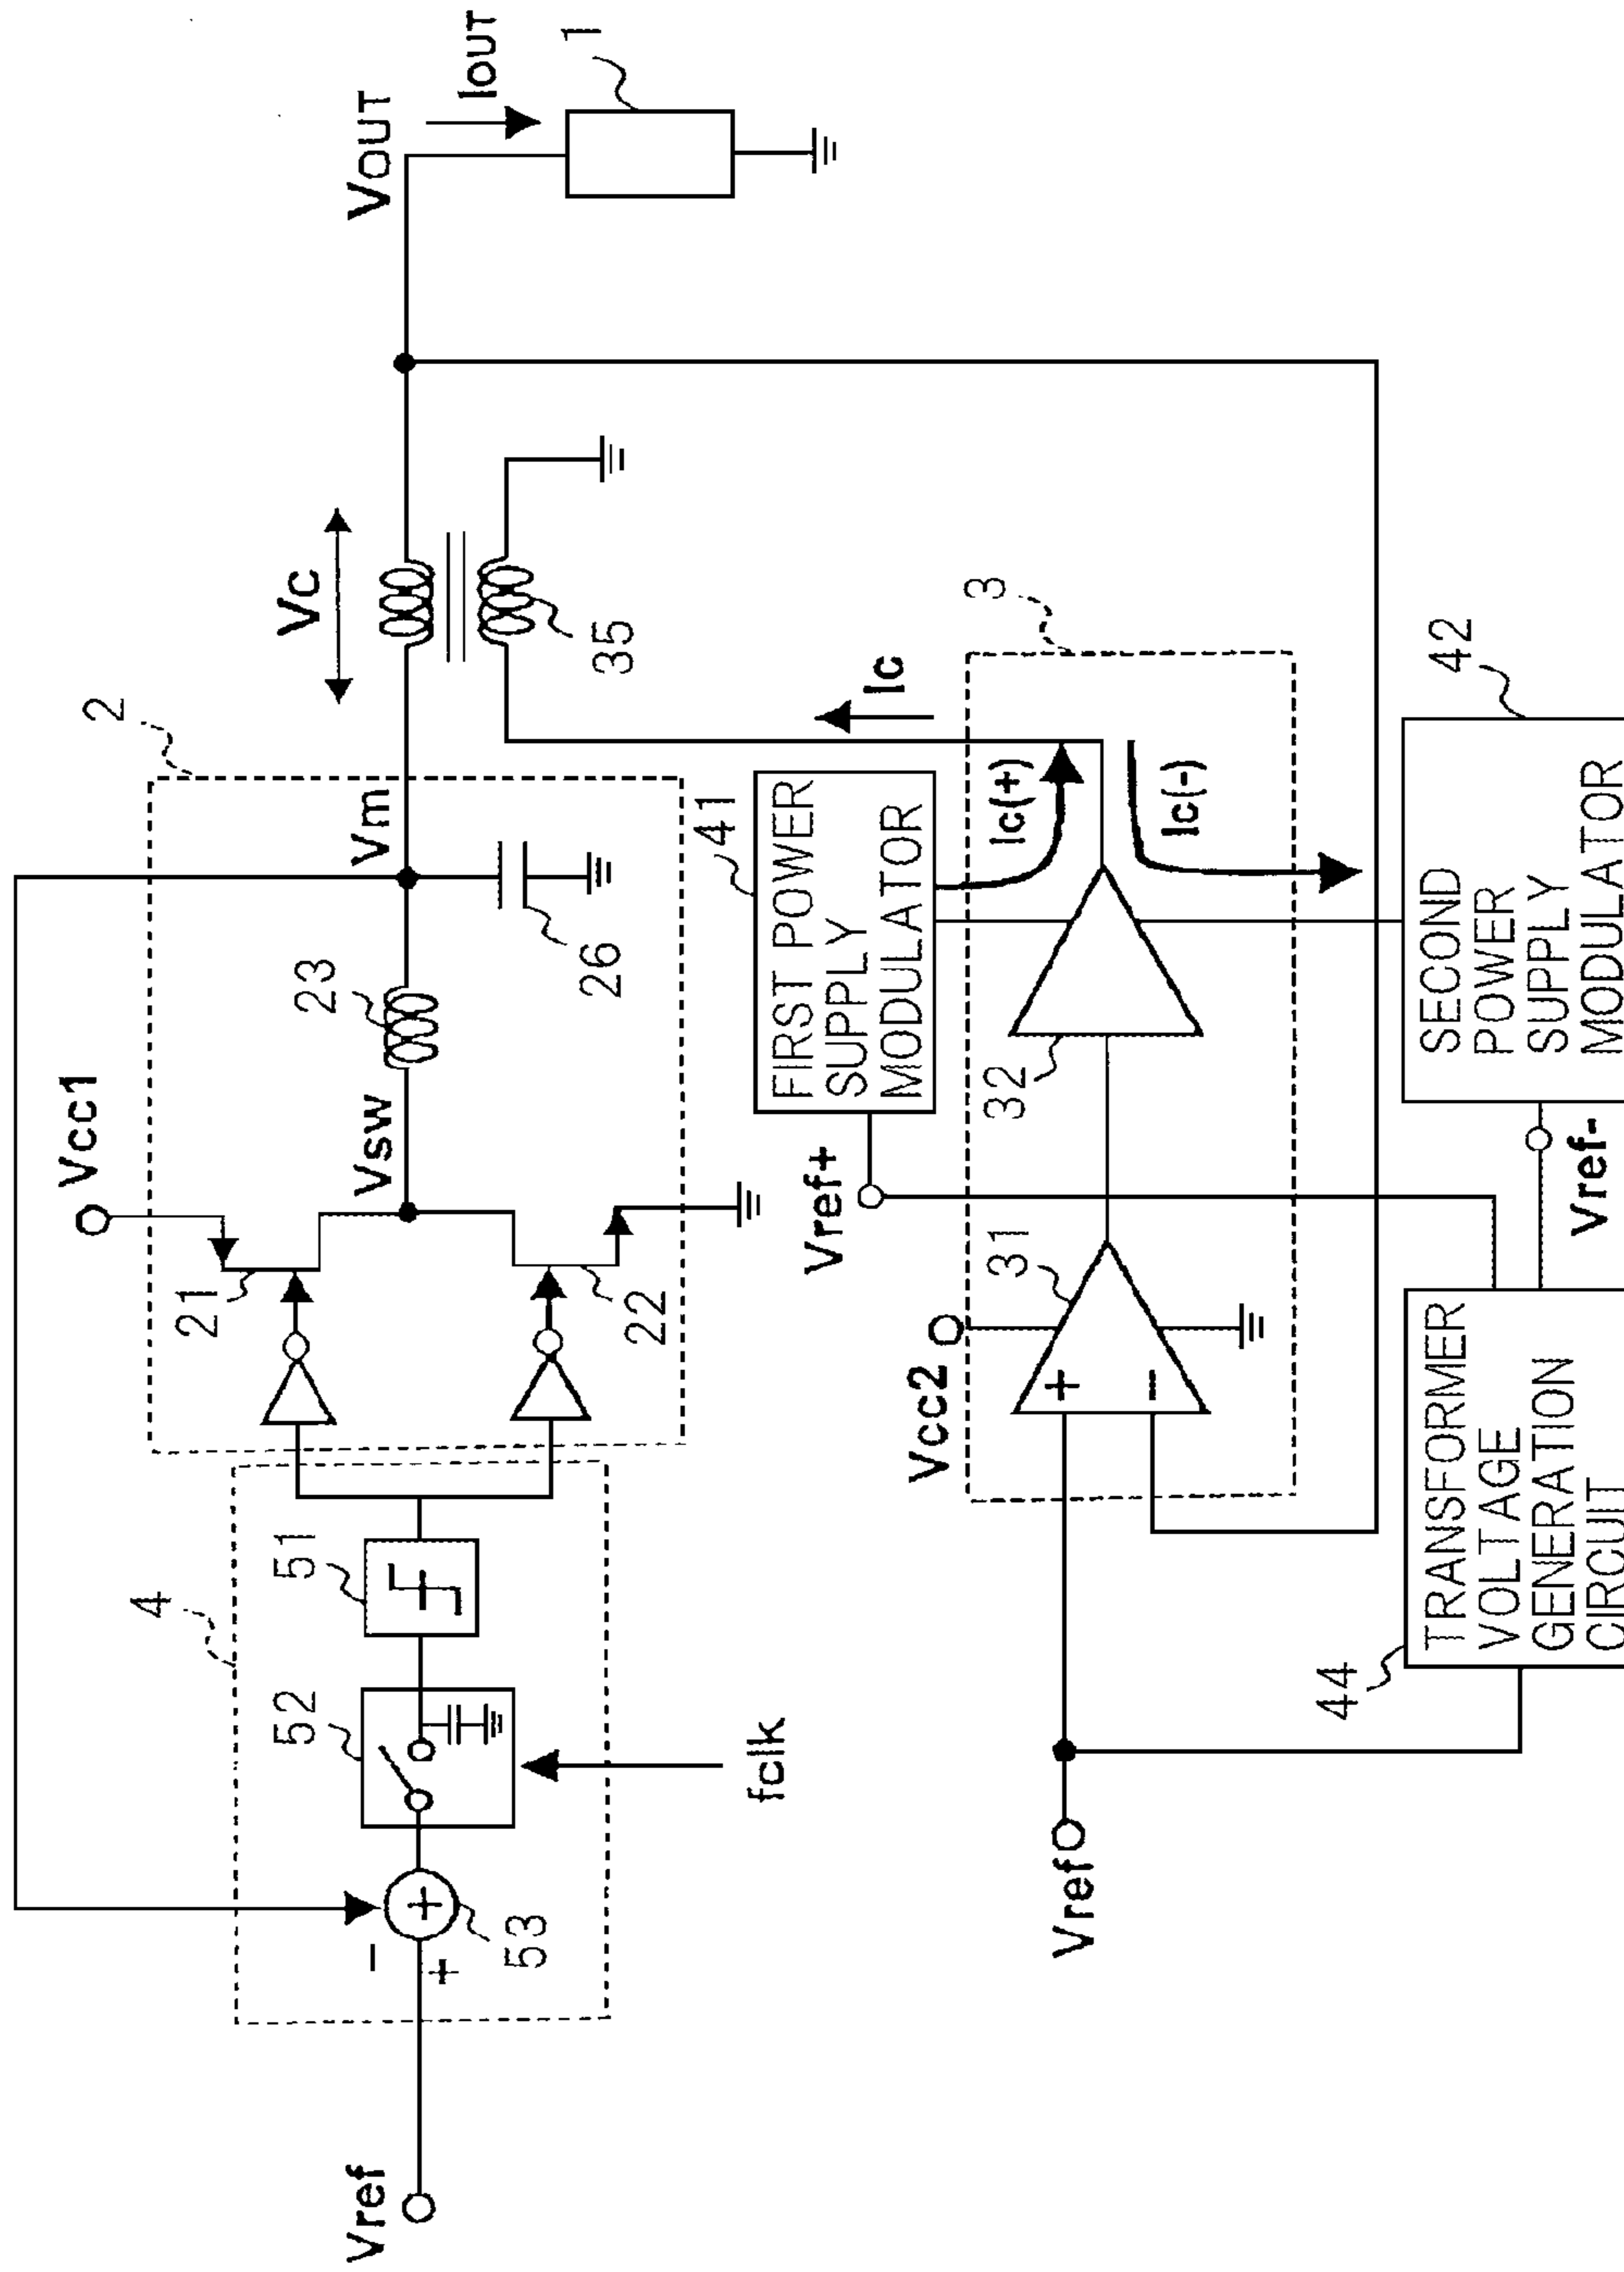 Vcc1
2
Vc
VOUT
IOUT
1
4
21
Vsw
23
Vm
52
51
Vref
−
+
+
53
22
26
35
fclk
Vref+
FIRST POWER
SUPPLY
MODULATOR
41
Ic
3
Vcc2
31
32
Ic(+)
Ic(-)
+
−
Vref
44
TRANSFORMER
VOLTAGE
GENERATION
CIRCUIT
Vref-
SECOND
POWER
SUPPLY
MODULATOR
42